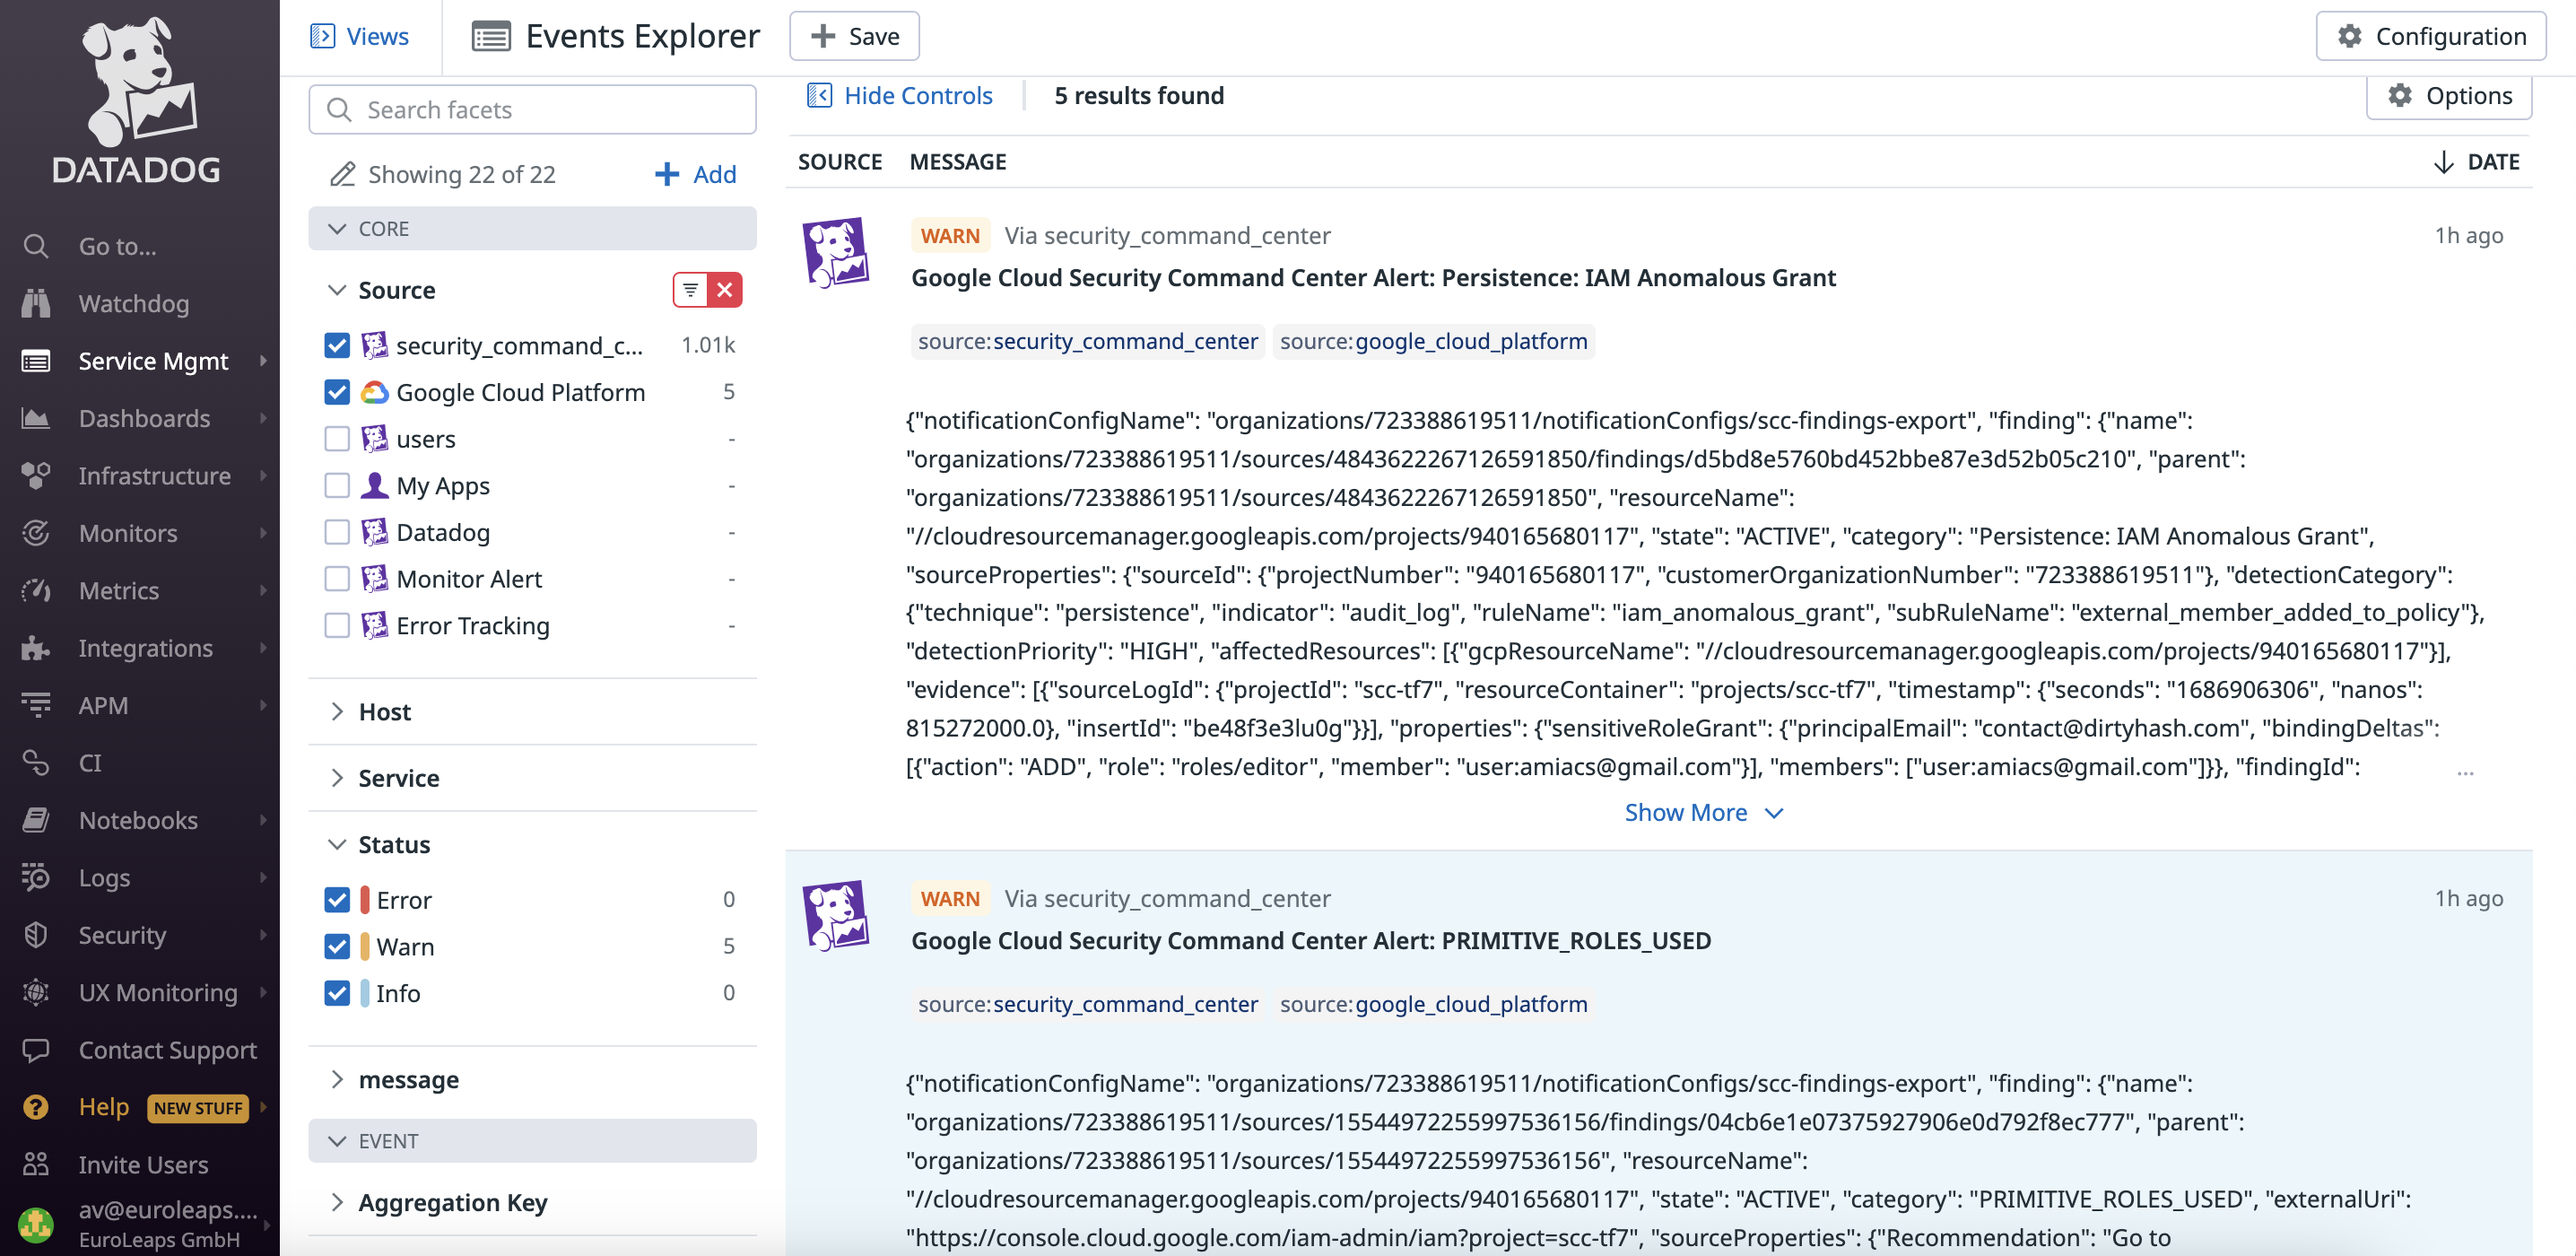 DATADOG
Go to...
Watchdog
Service Mgmt
Dashboards
Infrastructure
Monitors
Metrics
Integrations
APM
CI
Notebooks
Logs
Security
UX Monitoring
Contact Support
Help NEW STUFF
Invite Users
av@euroleaps....
EuroLeaps GmbH
Views
Events Explorer
Save
Configuration
Search facets
Showing 22 of 22
Add
CORE
Source
security_command_c... 1.01k
Google Cloud Platform 5
users -
My Apps -
Datadog -
Monitor Alert -
Error Tracking -
Host
Service
Status
Error 0
Warn 5
Info 0
message
EVENT
Aggregation Key
Hide Controls
5 results found
Options
SOURCE MESSAGE DATE
WARN Via security_command_center 1h ago
Google Cloud Security Command Center Alert: Persistence: IAM Anomalous Grant
source:security_command_center source:google_cloud_platform
{"notificationConfigName": "organizations/723388619511/notificationConfigs/scc-findings-export", "finding": {"name":
"organizations/723388619511/sources/4843622267126591850/findings/d5bd8e5760bd452bbe87e3d52b05c210", "parent":
"organizations/723388619511/sources/4843622267126591850", "resourceName":
"//cloudresourcemanager.googleapis.com/projects/940165680117", "state": "ACTIVE", "category": "Persistence: IAM Anomalous Grant",
"sourceProperties": {"sourceId": {"projectNumber": "940165680117", "customerOrganizationNumber": "723388619511"}, "detectionCategory":
{"technique": "persistence", "indicator": "audit_log", "ruleName": "iam_anomalous_grant", "subRuleName": "external_member_added_to_policy"},
"detectionPriority": "HIGH", "affectedResources": [{"gcpResourceName": "//cloudresourcemanager.googleapis.com/projects/940165680117"}],
"evidence": [{"sourceLogId": {"projectId": "scc-tf7", "resourceContainer": "projects/scc-tf7", "timestamp": {"seconds": "1686906306", "nanos":
815272000.0}, "insertId": "be48f3e3lu0g"}}], "properties": {"sensitiveRoleGrant": {"principalEmail": "contact@dirtyhash.com", "bindingDeltas":
[{"action": "ADD", "role": "roles/editor", "member": "user:amiacs@gmail.com"}], "members": ["user:amiacs@gmail.com"]}}, "findingId": ...
Show More
WARN Via security_command_center 1h ago
Google Cloud Security Command Center Alert: PRIMITIVE_ROLES_USED
source:security_command_center source:google_cloud_platform
{"notificationConfigName": "organizations/723388619511/notificationConfigs/scc-findings-export", "finding": {"name":
"organizations/723388619511/sources/15544972255997536156/findings/04cb6e1e07375927906e0d792f8ec777", "parent":
"organizations/723388619511/sources/15544972255997536156", "resourceName":
"//cloudresourcemanager.googleapis.com/projects/940165680117", "state": "ACTIVE", "category": "PRIMITIVE_ROLES_USED", "externalUri":
"https://console.cloud.google.com/iam-admin/iam?project=scc-tf7", "sourceProperties": {"Recommendation": "Go to